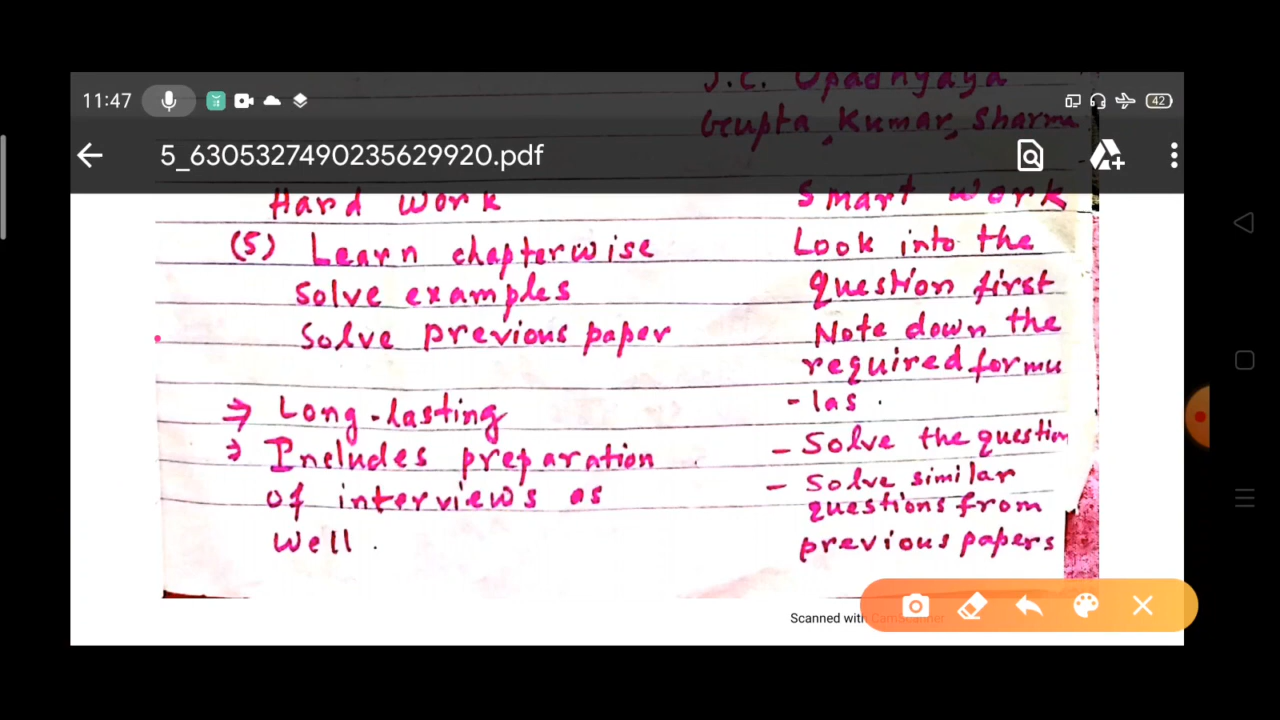 J.C. Upadhyaya
11:47
42
Gupta, Kumar, Sharma
5_6305327490235629920.pdf
Hard Work
Smart Work
(5) Learn chapterwise
Look into the
Solve examples
question first
Solve previous paper
Note down the
required formu
⇒ Long-lasting
- las.
⇒ Includes preparation
- Solve the question
of interviews as
- Solve similar
questions from
well.
previous papers
Scanned with CamScanner